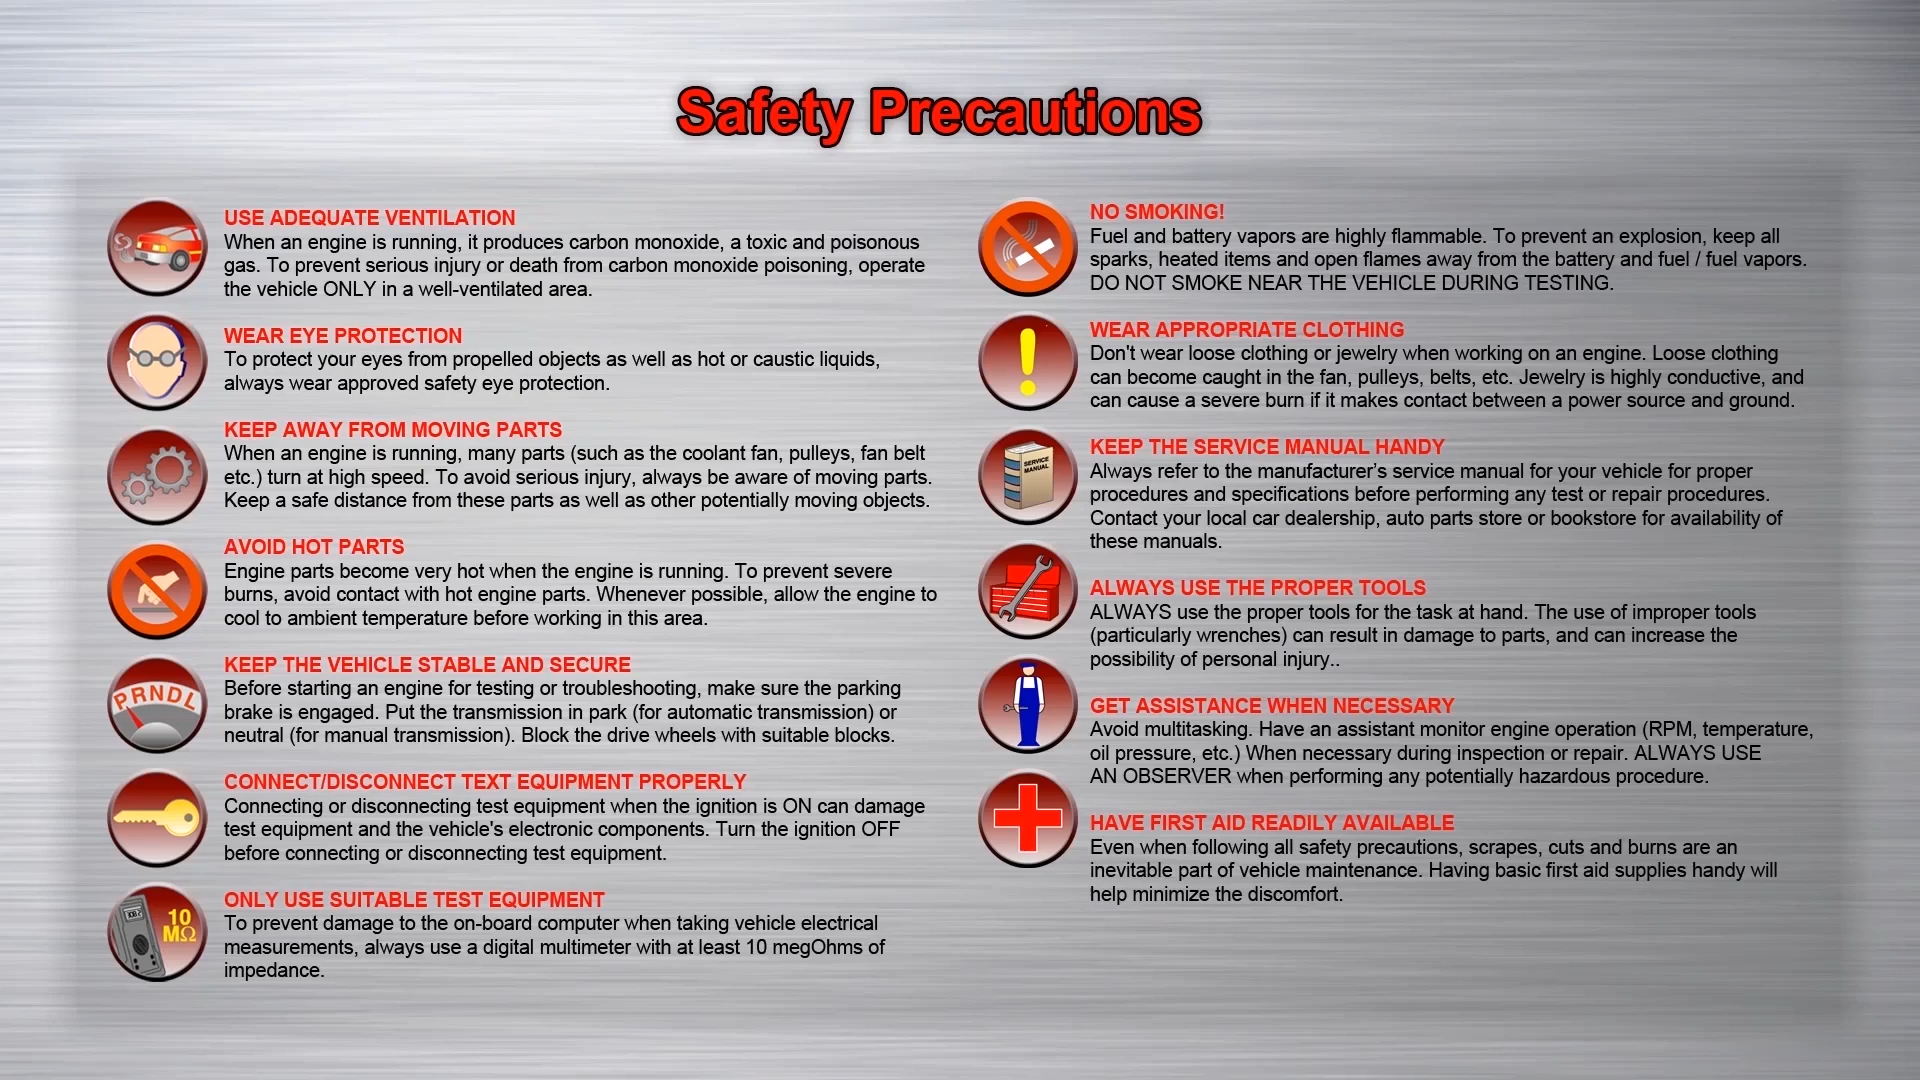 Safety Precautions
USE ADEQUATE VENTILATION
When an engine is running, it produces carbon monoxide, a toxic and poisonous
gas. To prevent serious injury or death from carbon monoxide poisoning, operate
the vehicle ONLY in a well-ventilated area.
WEAR EYE PROTECTION
To protect your eyes from propelled objects as well as hot or caustic liquids,
always wear approved safety eye protection.
KEEP AWAY FROM MOVING PARTS
When an engine is running, many parts (such as the coolant fan, pulleys, fan belt
etc.) turn at high speed. To avoid serious injury, always be aware of moving parts.
Keep a safe distance from these parts as well as other potentially moving objects.
AVOID HOT PARTS
Engine parts become very hot when the engine is running. To prevent severe
burns, avoid contact with hot engine parts. Whenever possible, allow the engine to
cool to ambient temperature before working in this area.
PRNDL
KEEP THE VEHICLE STABLE AND SECURE
Before starting an engine for testing or troubleshooting, make sure the parking
brake is engaged. Put the transmission in park (for automatic transmission) or
neutral (for manual transmission). Block the drive wheels with suitable blocks.
CONNECT/DISCONNECT TEXT EQUIPMENT PROPERLY
Connecting or disconnecting test equipment when the ignition is ON can damage
test equipment and the vehicle's electronic components. Turn the ignition OFF
before connecting or disconnecting test equipment.
10
MΩ
ONLY USE SUITABLE TEST EQUIPMENT
To prevent damage to the on-board computer when taking vehicle electrical
measurements, always use a digital multimeter with at least 10 megOhms of
impedance.
NO SMOKING!
Fuel and battery vapors are highly flammable. To prevent an explosion, keep all
sparks, heated items and open flames away from the battery and fuel / fuel vapors.
DO NOT SMOKE NEAR THE VEHICLE DURING TESTING.
WEAR APPROPRIATE CLOTHING
Don't wear loose clothing or jewelry when working on an engine. Loose clothing
can become caught in the fan, pulleys, belts, etc. Jewelry is highly conductive, and
can cause a severe burn if it makes contact between a power source and ground.
SERVICE
MANUAL
KEEP THE SERVICE MANUAL HANDY
Always refer to the manufacturer’s service manual for your vehicle for proper
procedures and specifications before performing any test or repair procedures.
Contact your local car dealership, auto parts store or bookstore for availability of
these manuals.
ALWAYS USE THE PROPER TOOLS
ALWAYS use the proper tools for the task at hand. The use of improper tools
(particularly wrenches) can result in damage to parts, and can increase the
possibility of personal injury..
GET ASSISTANCE WHEN NECESSARY
Avoid multitasking. Have an assistant monitor engine operation (RPM, temperature,
oil pressure, etc.) When necessary during inspection or repair. ALWAYS USE
AN OBSERVER when performing any potentially hazardous procedure.
HAVE FIRST AID READILY AVAILABLE
Even when following all safety precautions, scrapes, cuts and burns are an
inevitable part of vehicle maintenance. Having basic first aid supplies handy will
help minimize the discomfort.